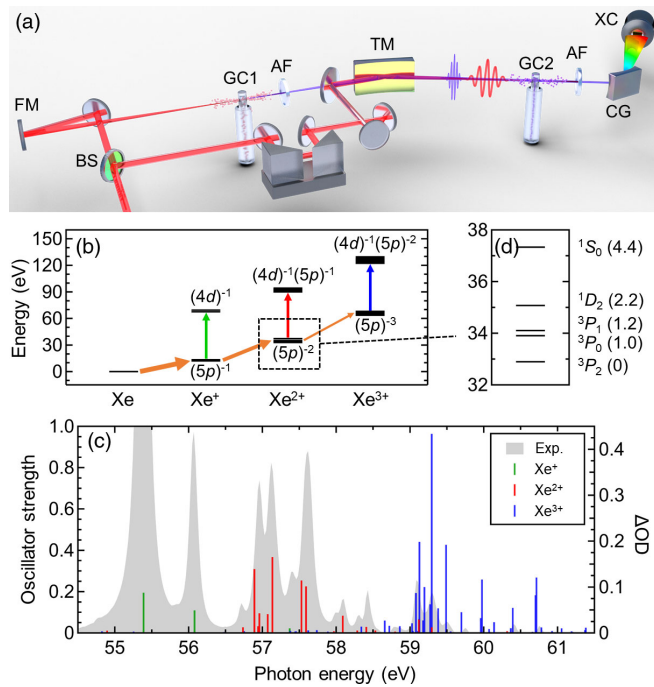 (a)
XC
TM
GC2
AF
GC1
AF
FM
CG
BS
(b)
(d)
150
120
90
60
30
0
Energy (eV)
(4d)⁻¹
(5p)⁻¹
(4d)⁻¹(5p)⁻¹
(5p)⁻²
(4d)⁻¹(5p)⁻²
(5p)⁻³
Xe
Xe⁺
Xe²⁺
Xe³⁺
38
36
34
32
¹S₀ (4.4)
¹D₂ (2.2)
³P₁ (1.2)
³P₀ (1.0)
³P₂ (0)
(c)
1.0
0.8
0.6
0.4
0.2
0
Oscillator strength
Exp.
Xe⁺
Xe²⁺
Xe³⁺
0.4
0.3
0.2
0.1
0
ΔOD
55 56 57 58 59 60 61
Photon energy (eV)